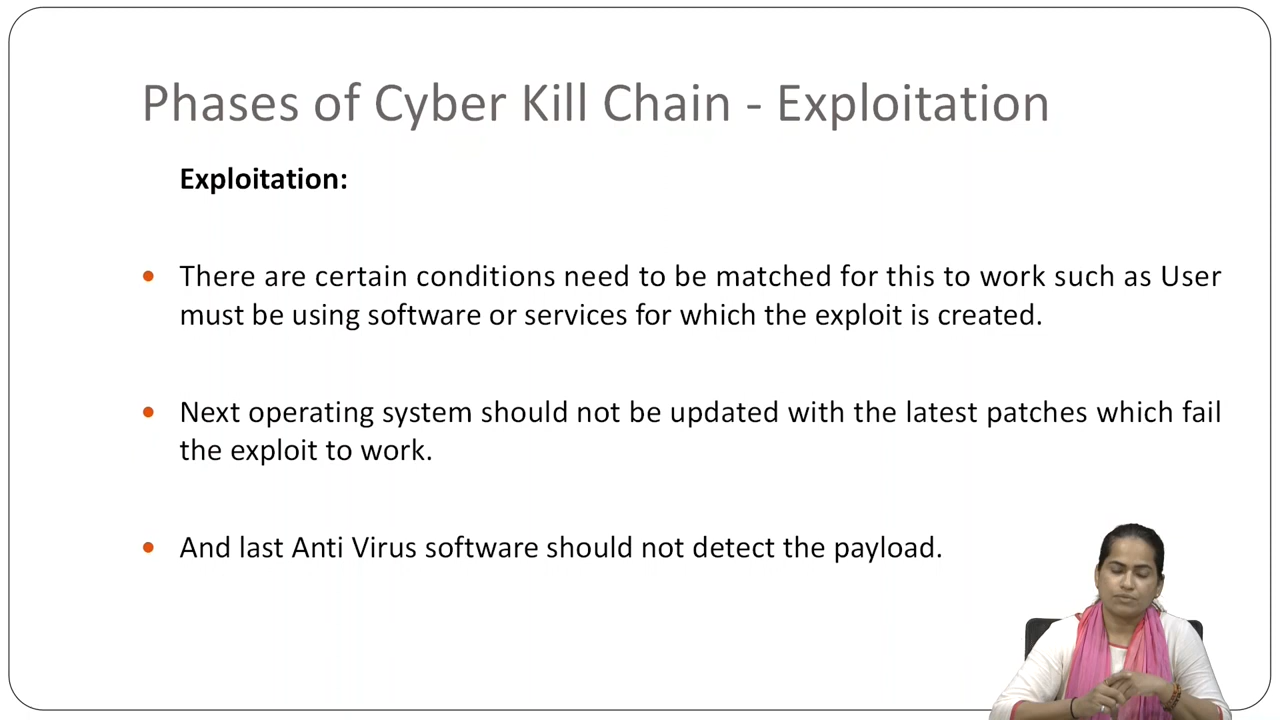 Phases of Cyber Kill Chain - Exploitation
Exploitation:
• There are certain conditions need to be matched for this to work such as User
must be using software or services for which the exploit is created.
• Next operating system should not be updated with the latest patches which fail
the exploit to work.
• And last Anti Virus software should not detect the payload.